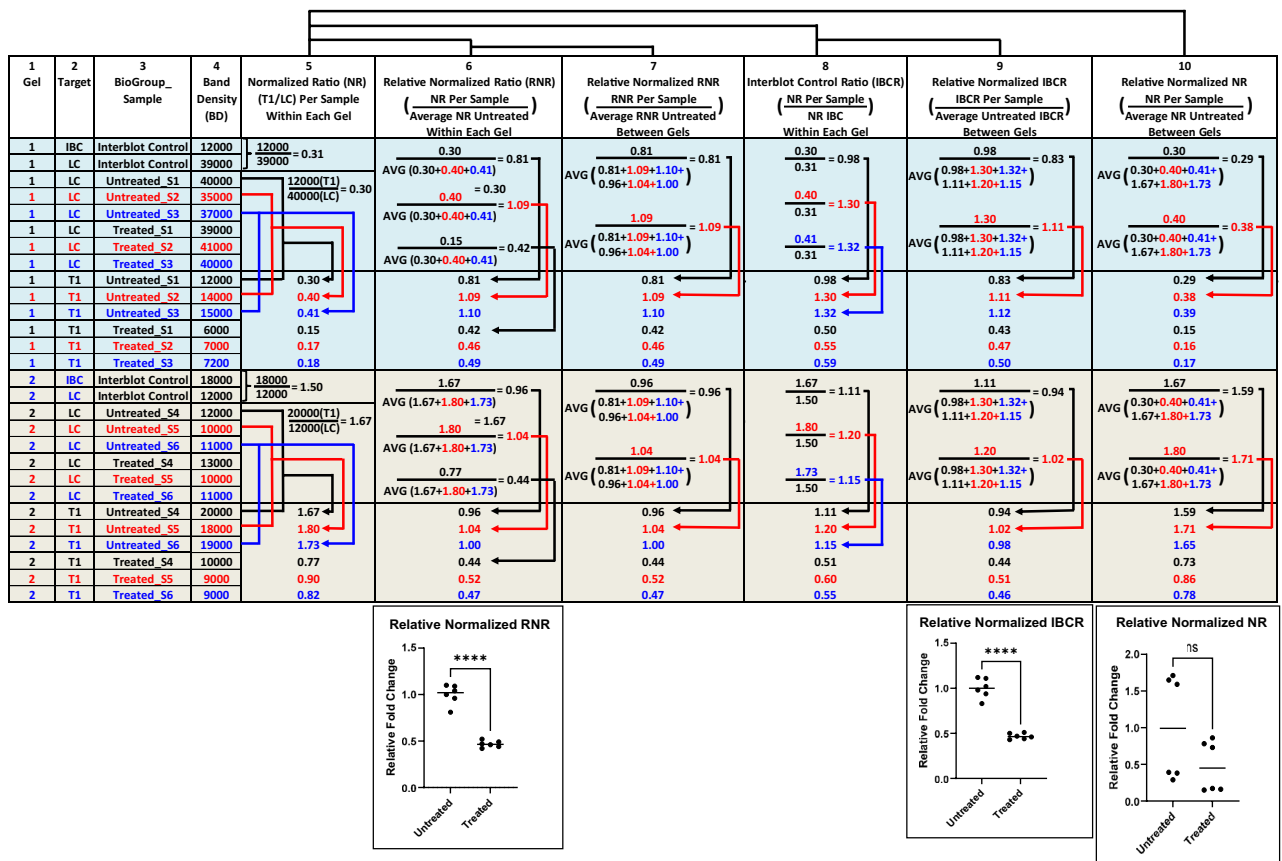 1 2 3 4 5 6 7 8 9 10
Gel Target BioGroup_ Band Normalized Ratio (NR) Relative Normalized Ratio (RNR) Relative Normalized RNR Interblot Control Ratio (IBCR) Relative Normalized IBCR Relative Normalized NR
Sample Density (T1/LC) Per Sample ( NR Per Sample ) ( RNR Per Sample ) ( NR Per Sample ) ( IBCR Per Sample ) ( NR Per Sample )
(BD) Within Each Gel Average NR Untreated Average RNR Untreated NR IBC Average Untreated IBCR Average NR Untreated
Within Each Gel Between Gels Within Each Gel Between Gels Between Gels
1 IBC Interblot Control 12000 12000 0.30 0.81 0.30 0.98 0.30
39000 = 0.31 AVG (0.30+0.40+0.41) = 0.81 AVG (0.81+1.09+1.10+ = 0.81 0.31 = 0.98 AVG (0.98+1.30+1.32+ = 0.83 AVG (0.30+0.40+0.41+ = 0.29
1 LC Interblot Control 39000 0.96+1.04+1.00) 1.11+1.20+1.15) 1.67+1.80+1.73)
1 LC Untreated_S1 40000 12000(T1) = 0.30 = 0.30
1 LC Untreated_S2 35000 40000(LC) 0.40 = 1.09 0.40 = 1.30
1 LC Untreated_S3 37000 AVG (0.30+0.40+0.41) 1.09 0.31 1.30 0.40
1 LC Treated_S1 39000 0.15 = 0.42 AVG (0.81+1.09+1.10+ = 1.09 0.41 = 1.32 AVG (0.98+1.30+1.32+ = 1.11 AVG (0.30+0.40+0.41+ = 0.38
1 LC Treated_S2 41000 AVG (0.30+0.40+0.41) 0.96+1.04+1.00) 0.31 1.11+1.20+1.15) 1.67+1.80+1.73)
1 LC Treated_S3 40000
1 T1 Untreated_S1 12000 0.30 0.81 0.81 0.98 0.83 0.29
1 T1 Untreated_S2 14000 0.40 1.09 1.09 1.30 1.11 0.38
1 T1 Untreated_S3 15000 0.41 1.10 1.10 1.32 1.12 0.39
1 T1 Treated_S1 6000 0.15 0.42 0.42 0.50 0.43 0.15
1 T1 Treated_S2 7000 0.17 0.46 0.46 0.55 0.47 0.16
1 T1 Treated_S3 7200 0.18 0.49 0.49 0.59 0.50 0.17
2 IBC Interblot Control 18000 18000 1.67 0.96 1.67 1.11 1.67
12000 = 1.50 AVG (1.67+1.80+1.73) = 0.96 AVG (0.81+1.09+1.10+ = 0.96 1.50 = 1.11 AVG (0.98+1.30+1.32+ = 0.94 AVG (0.30+0.40+0.41+ = 1.59
2 LC Interblot Control 12000 0.96+1.04+1.00) 1.11+1.20+1.15) 1.67+1.80+1.73)
2 LC Untreated_S4 12000 20000(T1) = 1.67 = 1.67
2 LC Untreated_S5 10000 12000(LC) 1.80 = 1.04 1.80 = 1.20
2 LC Untreated_S6 11000 AVG (1.67+1.80+1.73) 1.04 1.50 1.20 1.80
2 LC Treated_S4 13000 0.77 = 0.44 AVG (0.81+1.09+1.10+ = 1.04 1.73 = 1.15 AVG (0.98+1.30+1.32+ = 1.02 AVG (0.30+0.40+0.41+ = 1.71
2 LC Treated_S5 10000 AVG (1.67+1.80+1.73) 0.96+1.04+1.00) 1.50 1.11+1.20+1.15) 1.67+1.80+1.73)
2 LC Treated_S6 11000
2 T1 Untreated_S4 20000 1.67 0.96 0.96 1.11 0.94 1.59
2 T1 Untreated_S5 18000 1.80 1.04 1.04 1.20 1.02 1.71
2 T1 Untreated_S6 19000 1.73 1.00 1.00 1.15 0.98 1.65
2 T1 Treated_S4 10000 0.77 0.44 0.44 0.51 0.44 0.73
2 T1 Treated_S5 9000 0.90 0.52 0.52 0.60 0.51 0.86
2 T1 Treated_S6 9000 0.82 0.47 0.47 0.55 0.46 0.78
Relative Normalized RNR
Relative Fold Change
1.5
1.0
0.5
0.0
****
Untreated
Treated
Relative Normalized IBCR
Relative Fold Change
1.5
1.0
0.5
0.0
****
Untreated
Treated
Relative Normalized NR
Relative Fold Change
2.0
1.5
1.0
0.5
0.0
ns
Untreated
Treated